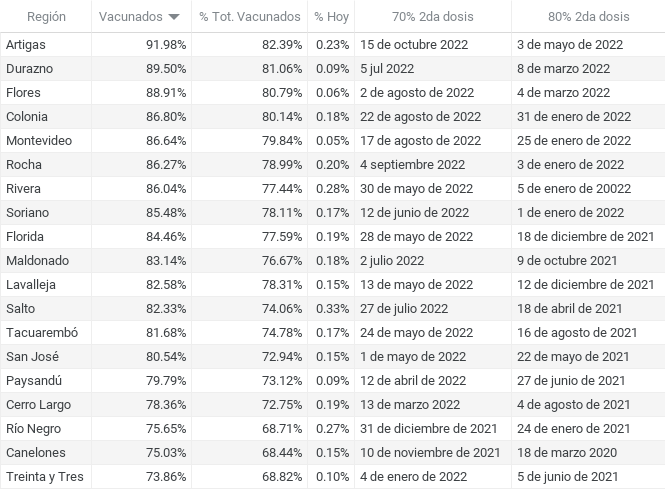 Región Vacunados % Tot. Vacunados % Hoy 70% 2da dosis 80% 2da dosis
Artigas 91.98% 82.39% 0.23% 15 de octubre 2022 3 de mayo de 2022
Durazno 89.50% 81.06% 0.09% 5 jul 2022 8 de marzo 2022
Flores 88.91% 80.79% 0.06% 2 de agosto de 2022 4 de marzo 2022
Colonia 86.80% 80.14% 0.18% 22 de agosto de 2022 31 de enero de 2022
Montevideo 86.64% 79.84% 0.05% 17 de agosto de 2022 25 de enero de 2022
Rocha 86.27% 78.99% 0.20% 4 septiembre 2022 3 de enero de 2022
Rivera 86.04% 77.44% 0.28% 30 de mayo de 2022 5 de enero de 20022
Soriano 85.48% 78.11% 0.17% 12 de junio de 2022 1 de enero de 2022
Florida 84.46% 77.59% 0.19% 28 de mayo de 2022 18 de diciembre de 2021
Maldonado 83.14% 76.67% 0.18% 2 julio 2022 9 de octubre 2021
Lavalleja 82.58% 78.31% 0.15% 13 de mayo de 2022 12 de diciembre de 2021
Salto 82.33% 74.06% 0.33% 27 de julio 2022 18 de abril de 2021
Tacuarembó 81.68% 74.78% 0.17% 24 de mayo de 2022 16 de agosto de 2021
San José 80.54% 72.94% 0.15% 1 de mayo de 2022 22 de mayo de 2021
Paysandú 79.79% 73.12% 0.09% 12 de abril de 2022 27 de junio de 2021
Cerro Largo 78.36% 72.75% 0.19% 13 de marzo 2022 4 de agosto de 2021
Río Negro 75.65% 68.71% 0.27% 31 de diciembre de 2021 24 de enero de 2021
Canelones 75.03% 68.44% 0.15% 10 de noviembre de 2021 18 de marzo 2020
Treinta y Tres 73.86% 68.82% 0.10% 4 de enero de 2022 5 de junio de 2021